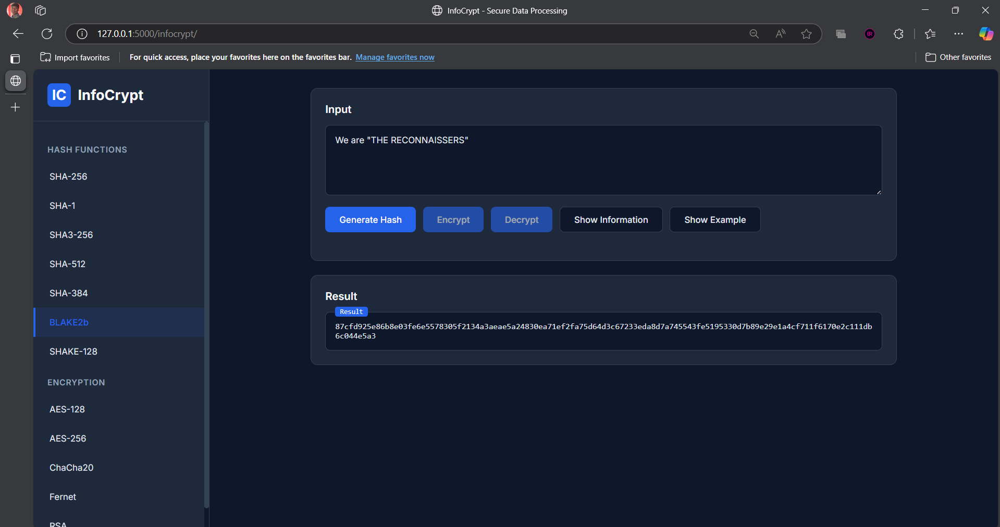 InfoCrypt - Secure Data Processing
127.0.0.1:5000/infocrypt/
Import favorites
For quick access, place your favorites here on the favorites bar. Manage favorites now
Other favorites
IC InfoCrypt
HASH FUNCTIONS
SHA-256
SHA-1
SHA3-256
SHA-512
SHA-384
BLAKE2b
SHAKE-128
ENCRYPTION
AES-128
AES-256
ChaCha20
Fernet
RSA
Input
We are "THE RECONNAISSERS"
Generate Hash
Encrypt
Decrypt
Show Information
Show Example
Result
Result
87cfd925e86b8e03fe6e5578305f2134a3aeae5a24830ea71ef2fa75d64d3c67233eda8d7a745543fe5195330d7b89e29e1a4cf711f6170e2c111db
6c044e5a3